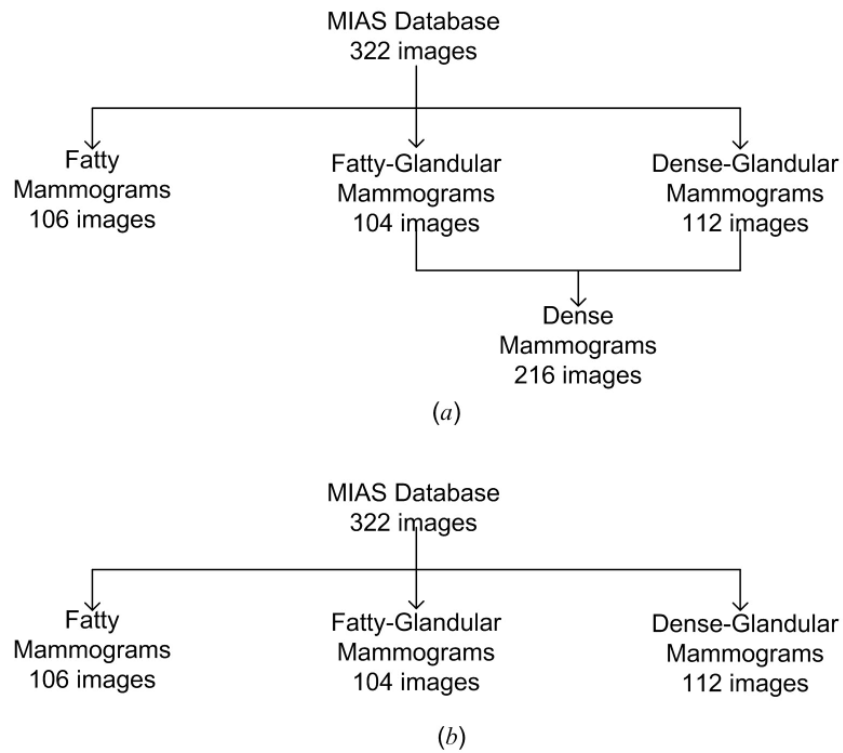 MIAS Database
322 images
Fatty
Mammograms
106 images
Fatty-Glandular
Mammograms
104 images
Dense-Glandular
Mammograms
112 images
Dense
Mammograms
216 images
(a)
MIAS Database
322 images
Fatty
Mammograms
106 images
Fatty-Glandular
Mammograms
104 images
Dense-Glandular
Mammograms
112 images
(b)